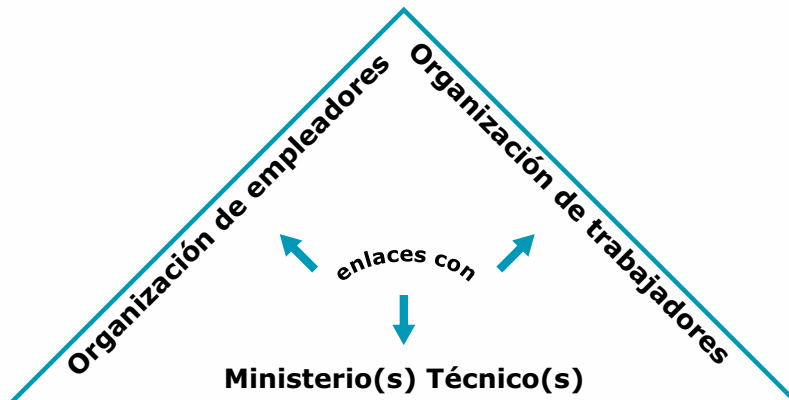 Organización de empleadores
Organización de trabajadores
enlaces con
Ministerio(s) Técnico(s)